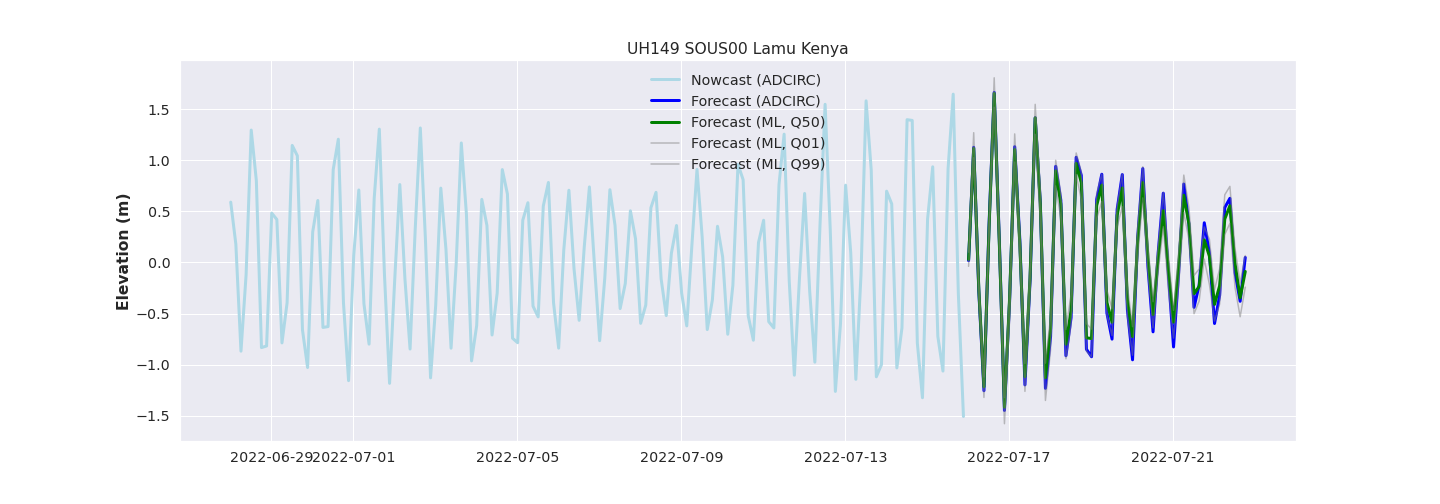 UH149 SOUS00 Lamu Kenya
Nowcast (ADCIRC)
Forecast (ADCIRC)
Forecast (ML, Q50)
Forecast (ML, Q01)
Forecast (ML, Q99)
Elevation (m)
1.5
1.0
0.5
0.0
−0.5
−1.0
−1.5
2022-06-29 2022-07-01 2022-07-05 2022-07-09 2022-07-13 2022-07-17 2022-07-21